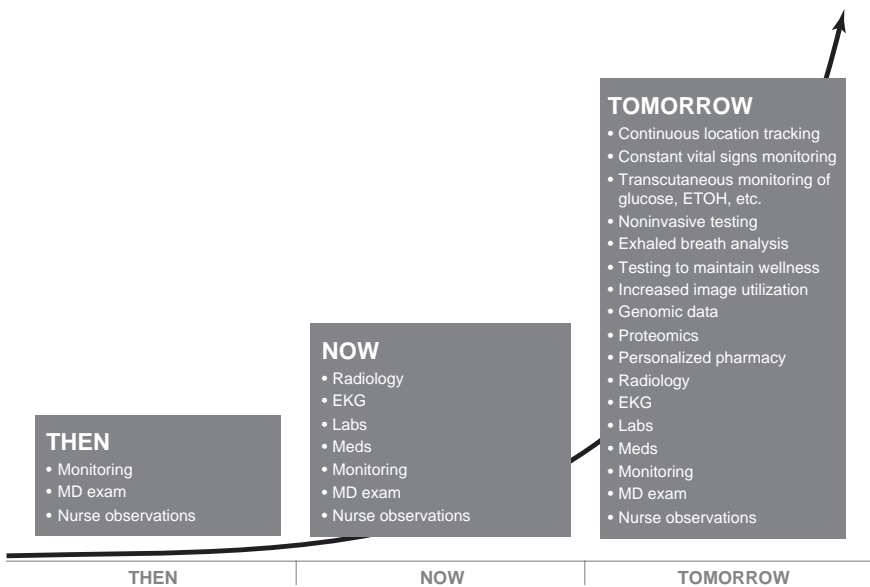 THEN
• Monitoring
• MD exam
• Nurse observations
NOW
• Radiology
• EKG
• Labs
• Meds
• Monitoring
• MD exam
• Nurse observations
TOMORROW
• Continuous location tracking
• Constant vital signs monitoring
• Transcutaneous monitoring of
glucose, ETOH, etc.
• Noninvasive testing
• Exhaled breath analysis
• Testing to maintain wellness
• Increased image utilization
• Genomic data
• Proteomics
• Personalized pharmacy
• Radiology
• EKG
• Labs
• Meds
• Monitoring
• MD exam
• Nurse observations
THEN
NOW
TOMORROW